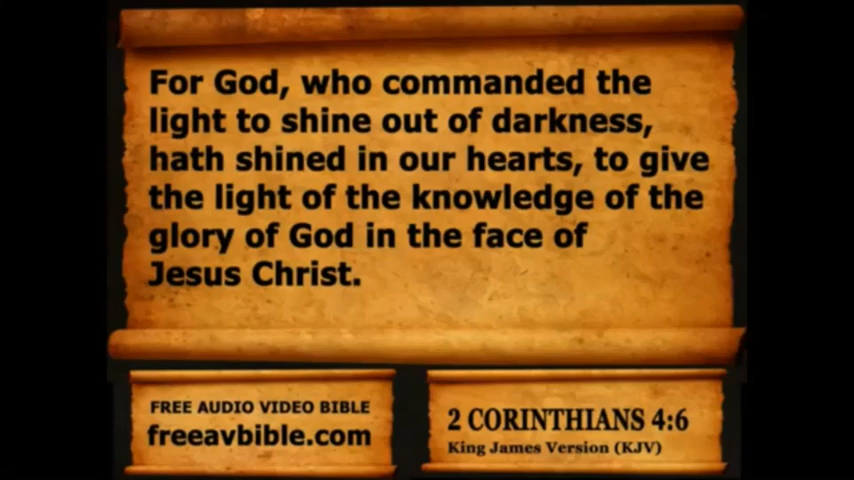 For God, who commanded the
light to shine out of darkness,
hath shined in our hearts, to give
the light of the knowledge of the
glory of God in the face of
Jesus Christ.
FREE AUDIO VIDEO BIBLE
freeavbible.com
2 CORINTHIANS 4:6
King James Version (KJV)